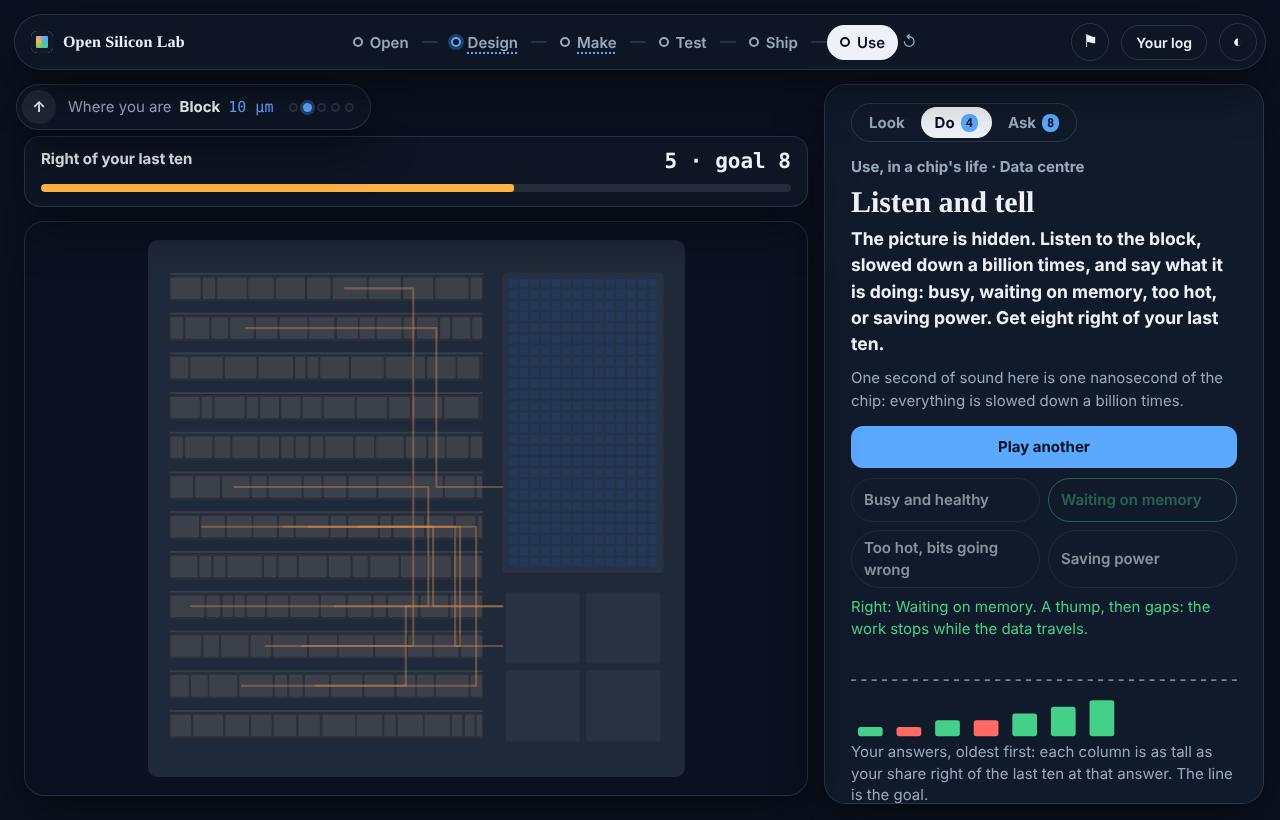 Open Silicon Lab
Open
Design
Make
Test
Ship
Use
Your log
Where you are Block 10 µm
Right of your last ten
5 · goal 8
Look
Do 4
Ask 8
Use, in a chip's life · Data centre
Listen and tell
The picture is hidden. Listen to the block,
slowed down a billion times, and say what it
is doing: busy, waiting on memory, too hot,
or saving power. Get eight right of your last
ten.
One second of sound here is one nanosecond of the
chip: everything is slowed down a billion times.
Play another
Busy and healthy
Waiting on memory
Too hot, bits going
wrong
Saving power
Right: Waiting on memory. A thump, then gaps: the
work stops while the data travels.
Your answers, oldest first: each column is as tall as
your share right of the last ten at that answer. The line
is the goal.